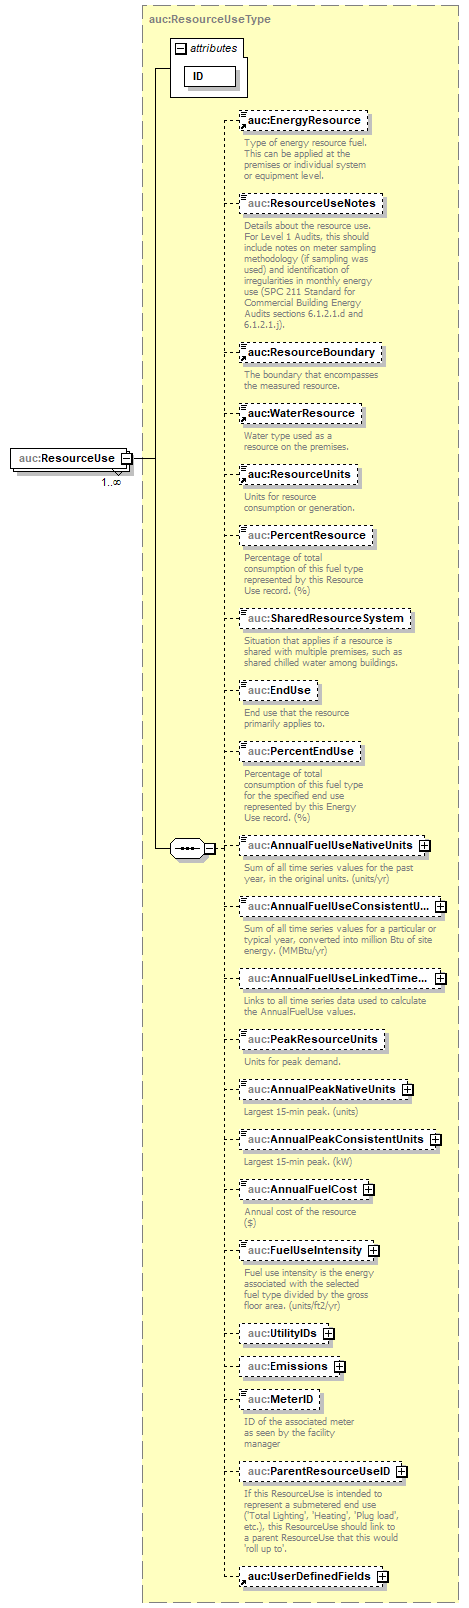 auc:ResourceUseType
attributes
ID
auc:EnergyResource
Type of energy resource fuel.
This can be applied at the
premises or individual system
or equipment level.
auc:ResourceUseNotes
Details about the resource use.
For Level 1 Audits, this should
include notes on meter sampling
methodology (if sampling was
used) and identification of
irregularities in monthly energy
use (SPC 211 Standard for
Commercial Building Energy
Audits sections 6.1.2.1.d and
6.1.2.1.j).
auc:ResourceBoundary
The boundary that encompasses
the measured resource.
auc:WaterResource
Water type used as a
resource on the premises.
auc:ResourceUse
1..∞
auc:ResourceUnits
Units for resource
consumption or generation.
auc:PercentResource
Percentage of total
consumption of this fuel type
represented by this Resource
Use record. (%)
auc:SharedResourceSystem
Situation that applies if a resource is
shared with multiple premises, such as
shared chilled water among buildings.
auc:EndUse
End use that the resource
primarily applies to.
auc:PercentEndUse
Percentage of total
consumption of this fuel type
for the specified end use
represented by this Energy
Use record. (%)
auc:AnnualFuelUseNativeUnits
Sum of all time series values for the past
year, in the original units. (units/yr)
auc:AnnualFuelUseConsistentU...
Sum of all time series values for a particular or
typical year, converted into million Btu of site
energy. (MMBtu/yr)
auc:AnnualFuelUseLinkedTime...
Links to all time series data used to calculate
the AnnualFuelUse values.
auc:PeakResourceUnits
Units for peak demand.
auc:AnnualPeakNativeUnits
Largest 15-min peak. (units)
auc:AnnualPeakConsistentUnits
Largest 15-min peak. (kW)
auc:AnnualFuelCost
Annual cost of the resource
($)
auc:FuelUseIntensity
Fuel use intensity is the energy
associated with the selected
fuel type divided by the gross
floor area. (units/ft2/yr)
auc:UtilityIDs
auc:Emissions
auc:MeterID
ID of the associated meter
as seen by the facility
manager
auc:ParentResourceUseID
If this ResourceUse is intended to
represent a submetered end use
('Total Lighting', 'Heating', 'Plug load',
etc.), this ResourceUse should link to
a parent ResourceUse that this would
'roll up to'.
auc:UserDefinedFields